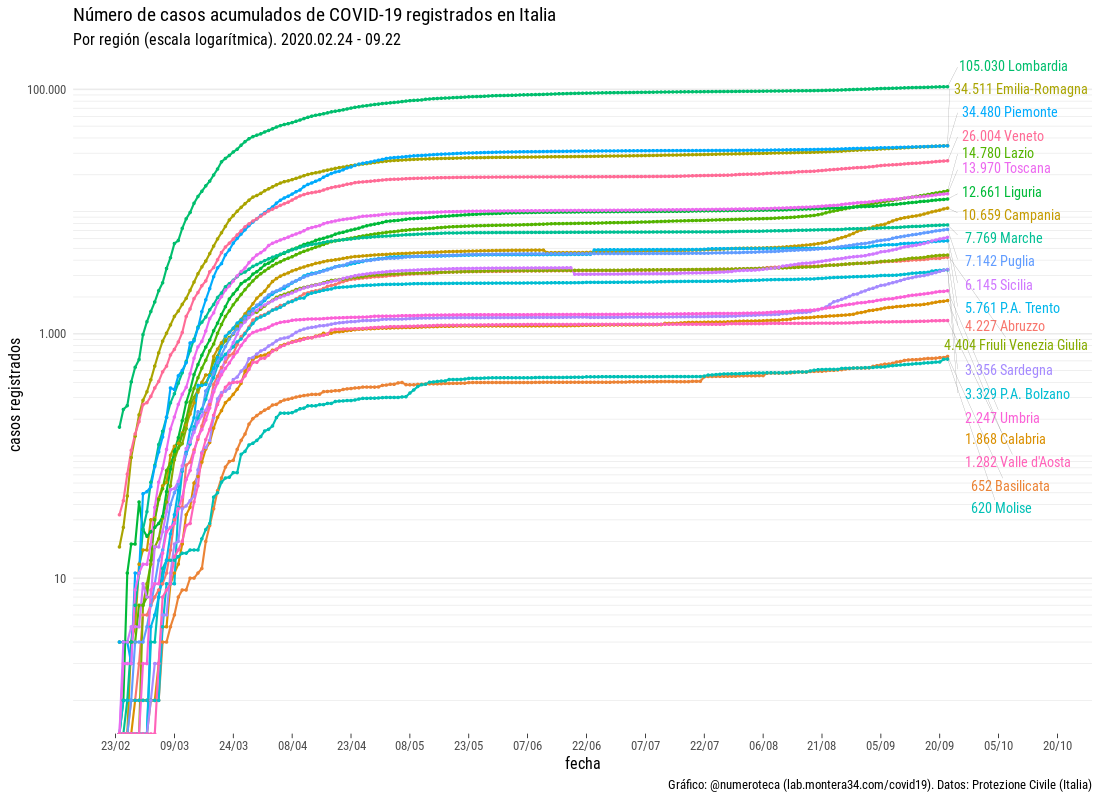 Número de casos acumulados de COVID-19 registrados en Italia
Por región (escala logarítmica). 2020.02.24 - 09.22
casos registrados
100.000
1.000
10
105.030 Lombardia
34.511 Emilia-Romagna
34.480 Piemonte
26.004 Veneto
14.780 Lazio
13.970 Toscana
12.661 Liguria
10.659 Campania
7.769 Marche
7.142 Puglia
6.145 Sicilia
5.761 P.A. Trento
4.227 Abruzzo
4.404 Friuli Venezia Giulia
3.356 Sardegna
3.329 P.A. Bolzano
2.247 Umbria
1.868 Calabria
1.282 Valle d'Aosta
652 Basilicata
620 Molise
23/02 09/03 24/03 08/04 23/04 08/05 23/05 07/06 22/06 07/07 22/07 06/08 21/08 05/09 20/09 05/10 20/10
fecha
Gráfico: @numeroteca (lab.montera34.com/covid19). Datos: Protezione Civile (Italia)